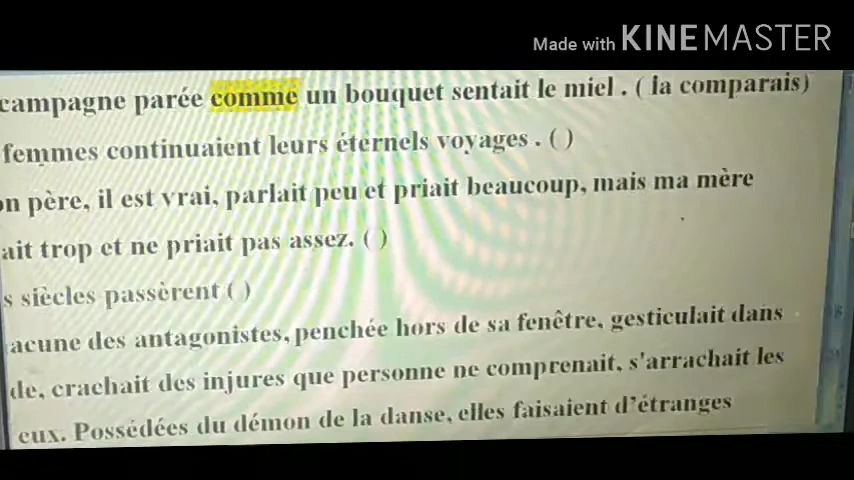 Made with KINEMASTER
campagne parée comme un bouquet sentait le miel . ( la comparais)
femmes continuaient leurs éternels voyages . ( )
on père, il est vrai, parlait peu et priait beaucoup, mais ma mère
ait trop et ne priait pas assez. ( )
s siècles passèrent ( )
acune des antagonistes, penchée hors de sa fenêtre, gesticulait dans
de, crachait des injures que personne ne comprenait, s'arrachait les
eux. Possédées du démon de la danse, elles faisaient d'étranges